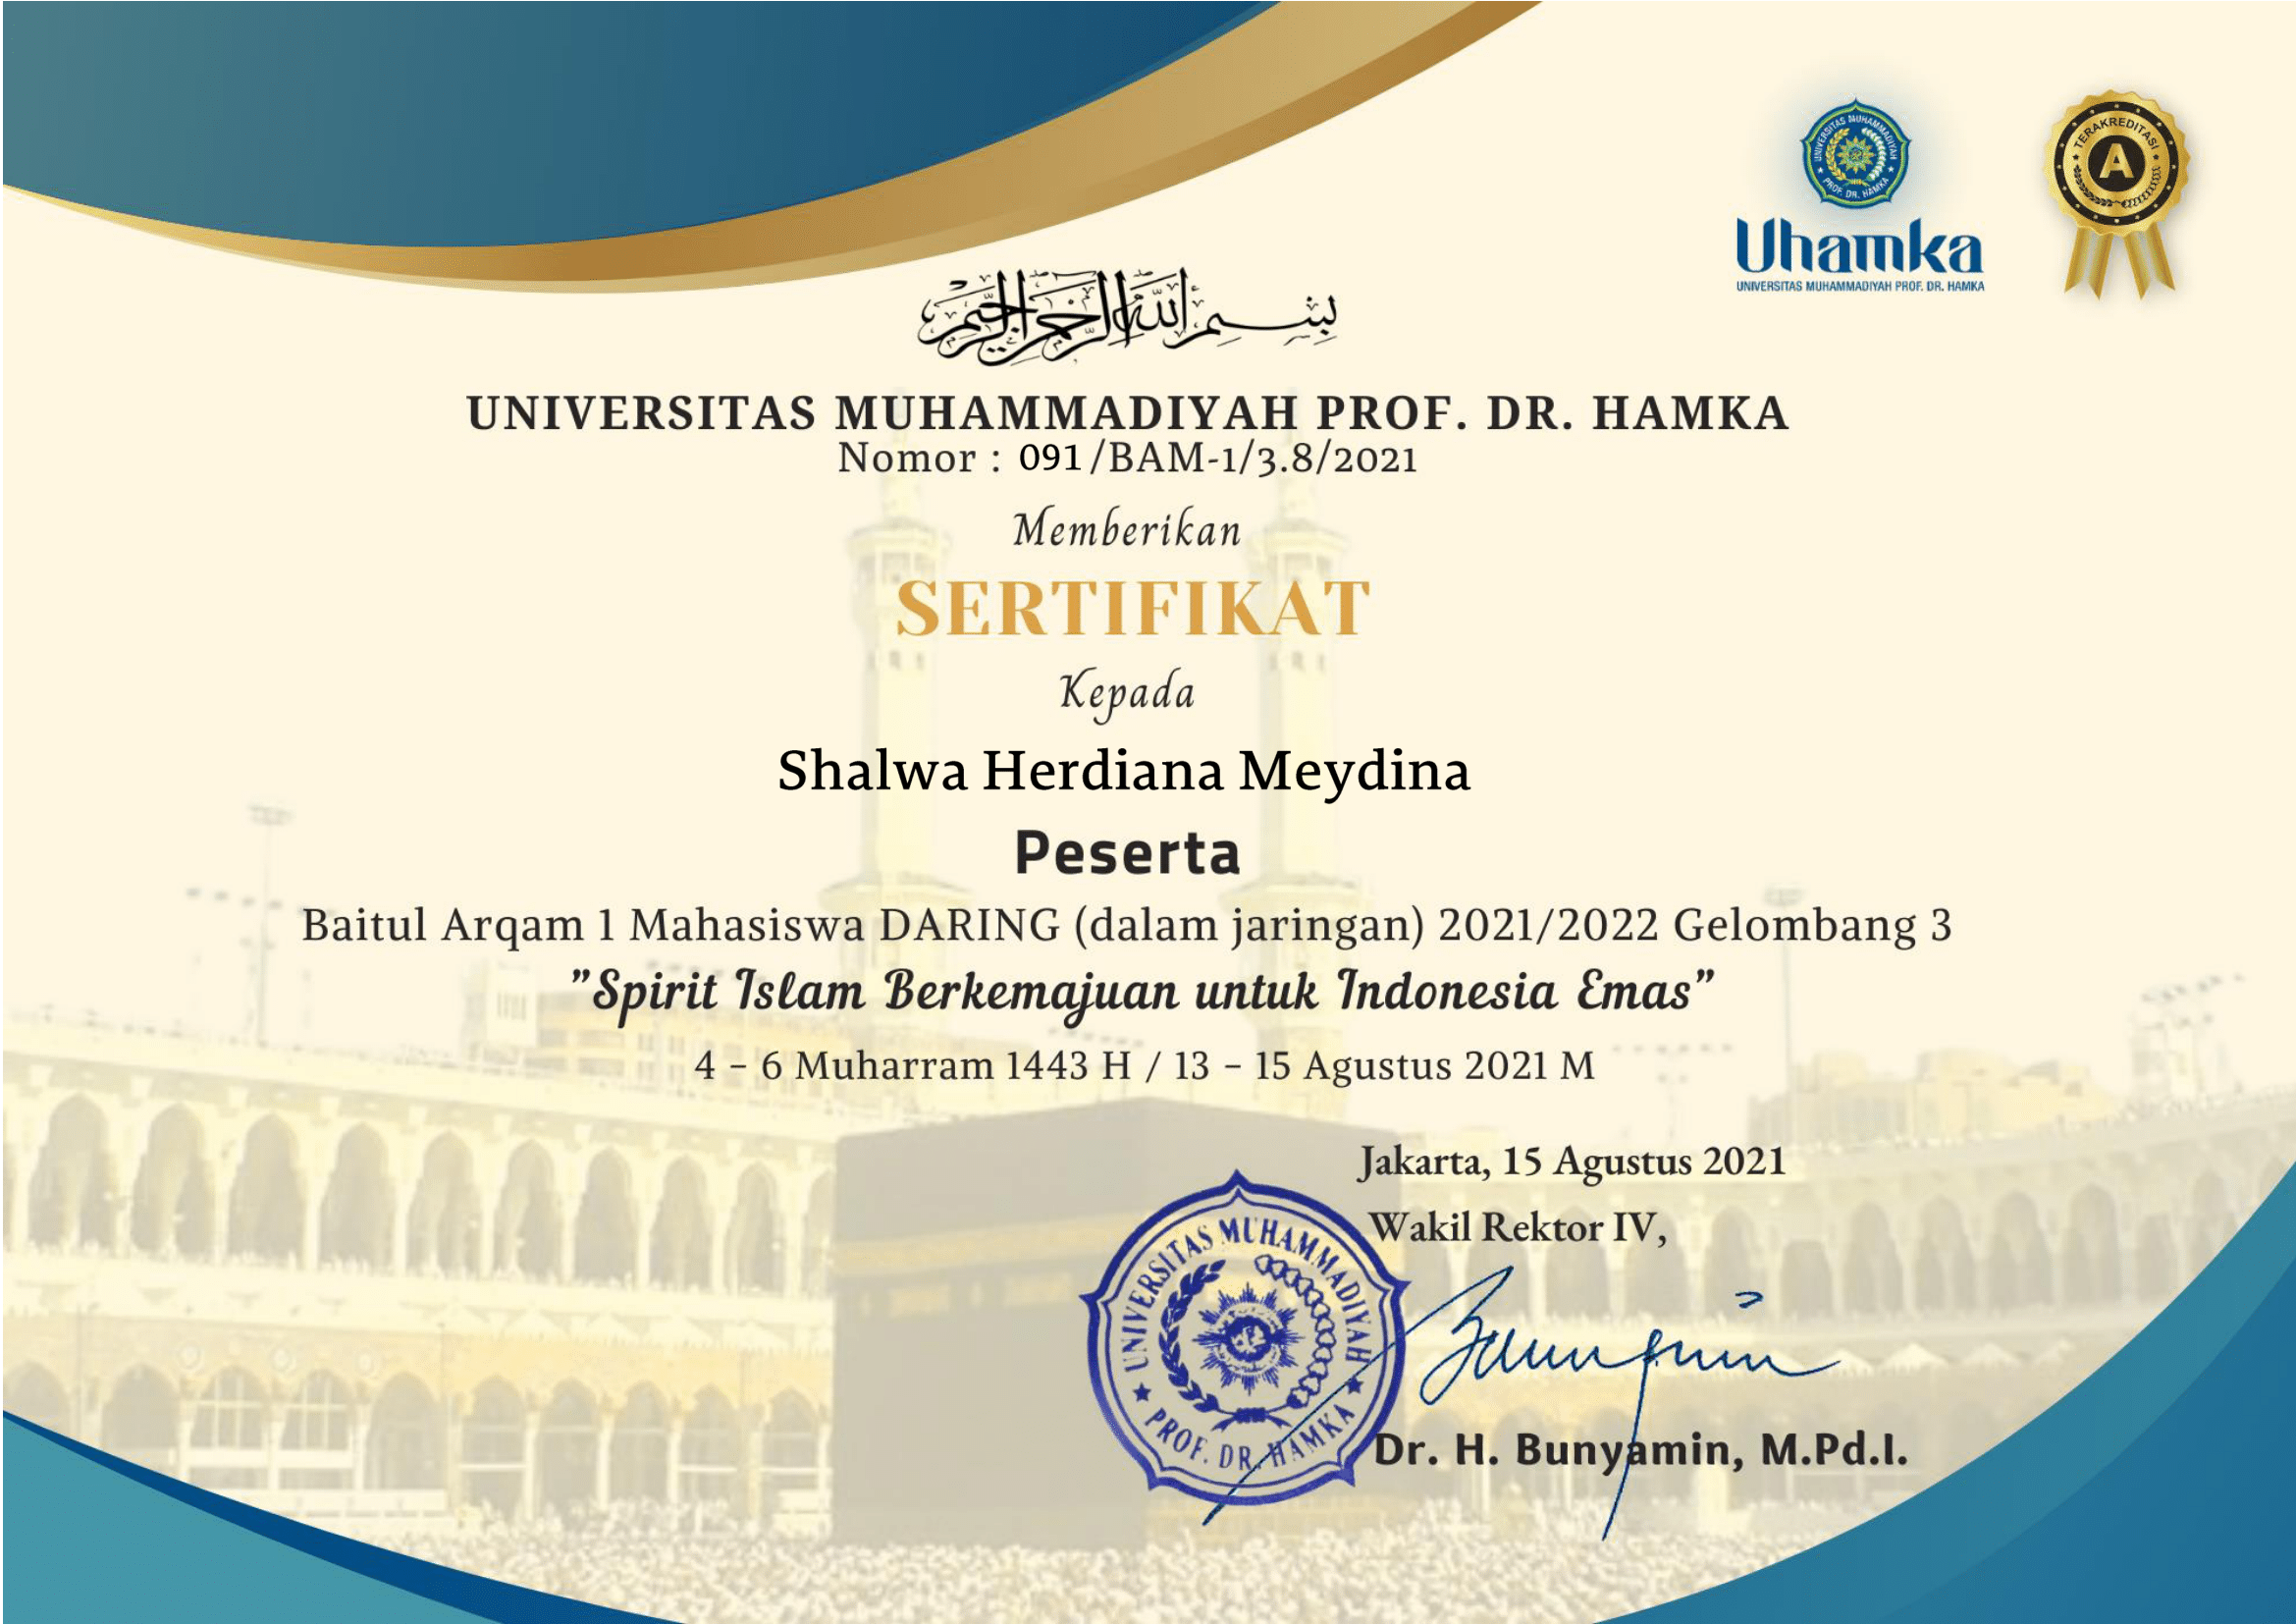 UNIVERSITAS MUHAMMADIYAH PROF. DR. HAMKA
Uhamka
UNIVERSITAS MUHAMMADIYAH PROF. DR. HAMKA
TERAKREDITASI
A
بِسْمِ اللَّهِ الرَّحْمَٰنِ الرَّحِيمِ
UNIVERSITAS MUHAMMADIYAH PROF. DR. HAMKA
Nomor : 091/BAM-1/3.8/2021
Memberikan
SERTIFIKAT
Kepada
Shalwa Herdiana Meydina
Peserta
Baitul Arqam 1 Mahasiswa DARING (dalam jaringan) 2021/2022 Gelombang 3
"Spirit Islam Berkemajuan untuk Indonesia Emas"
4 - 6 Muharram 1443 H / 13 - 15 Agustus 2021 M
Jakarta, 15 Agustus 2021
Wakil Rektor IV,
UNIVERSITAS MUHAMMADIYAH
PROF. DR. HAMKA
Bunyamin
Dr. H. Bunyamin, M.Pd.I.